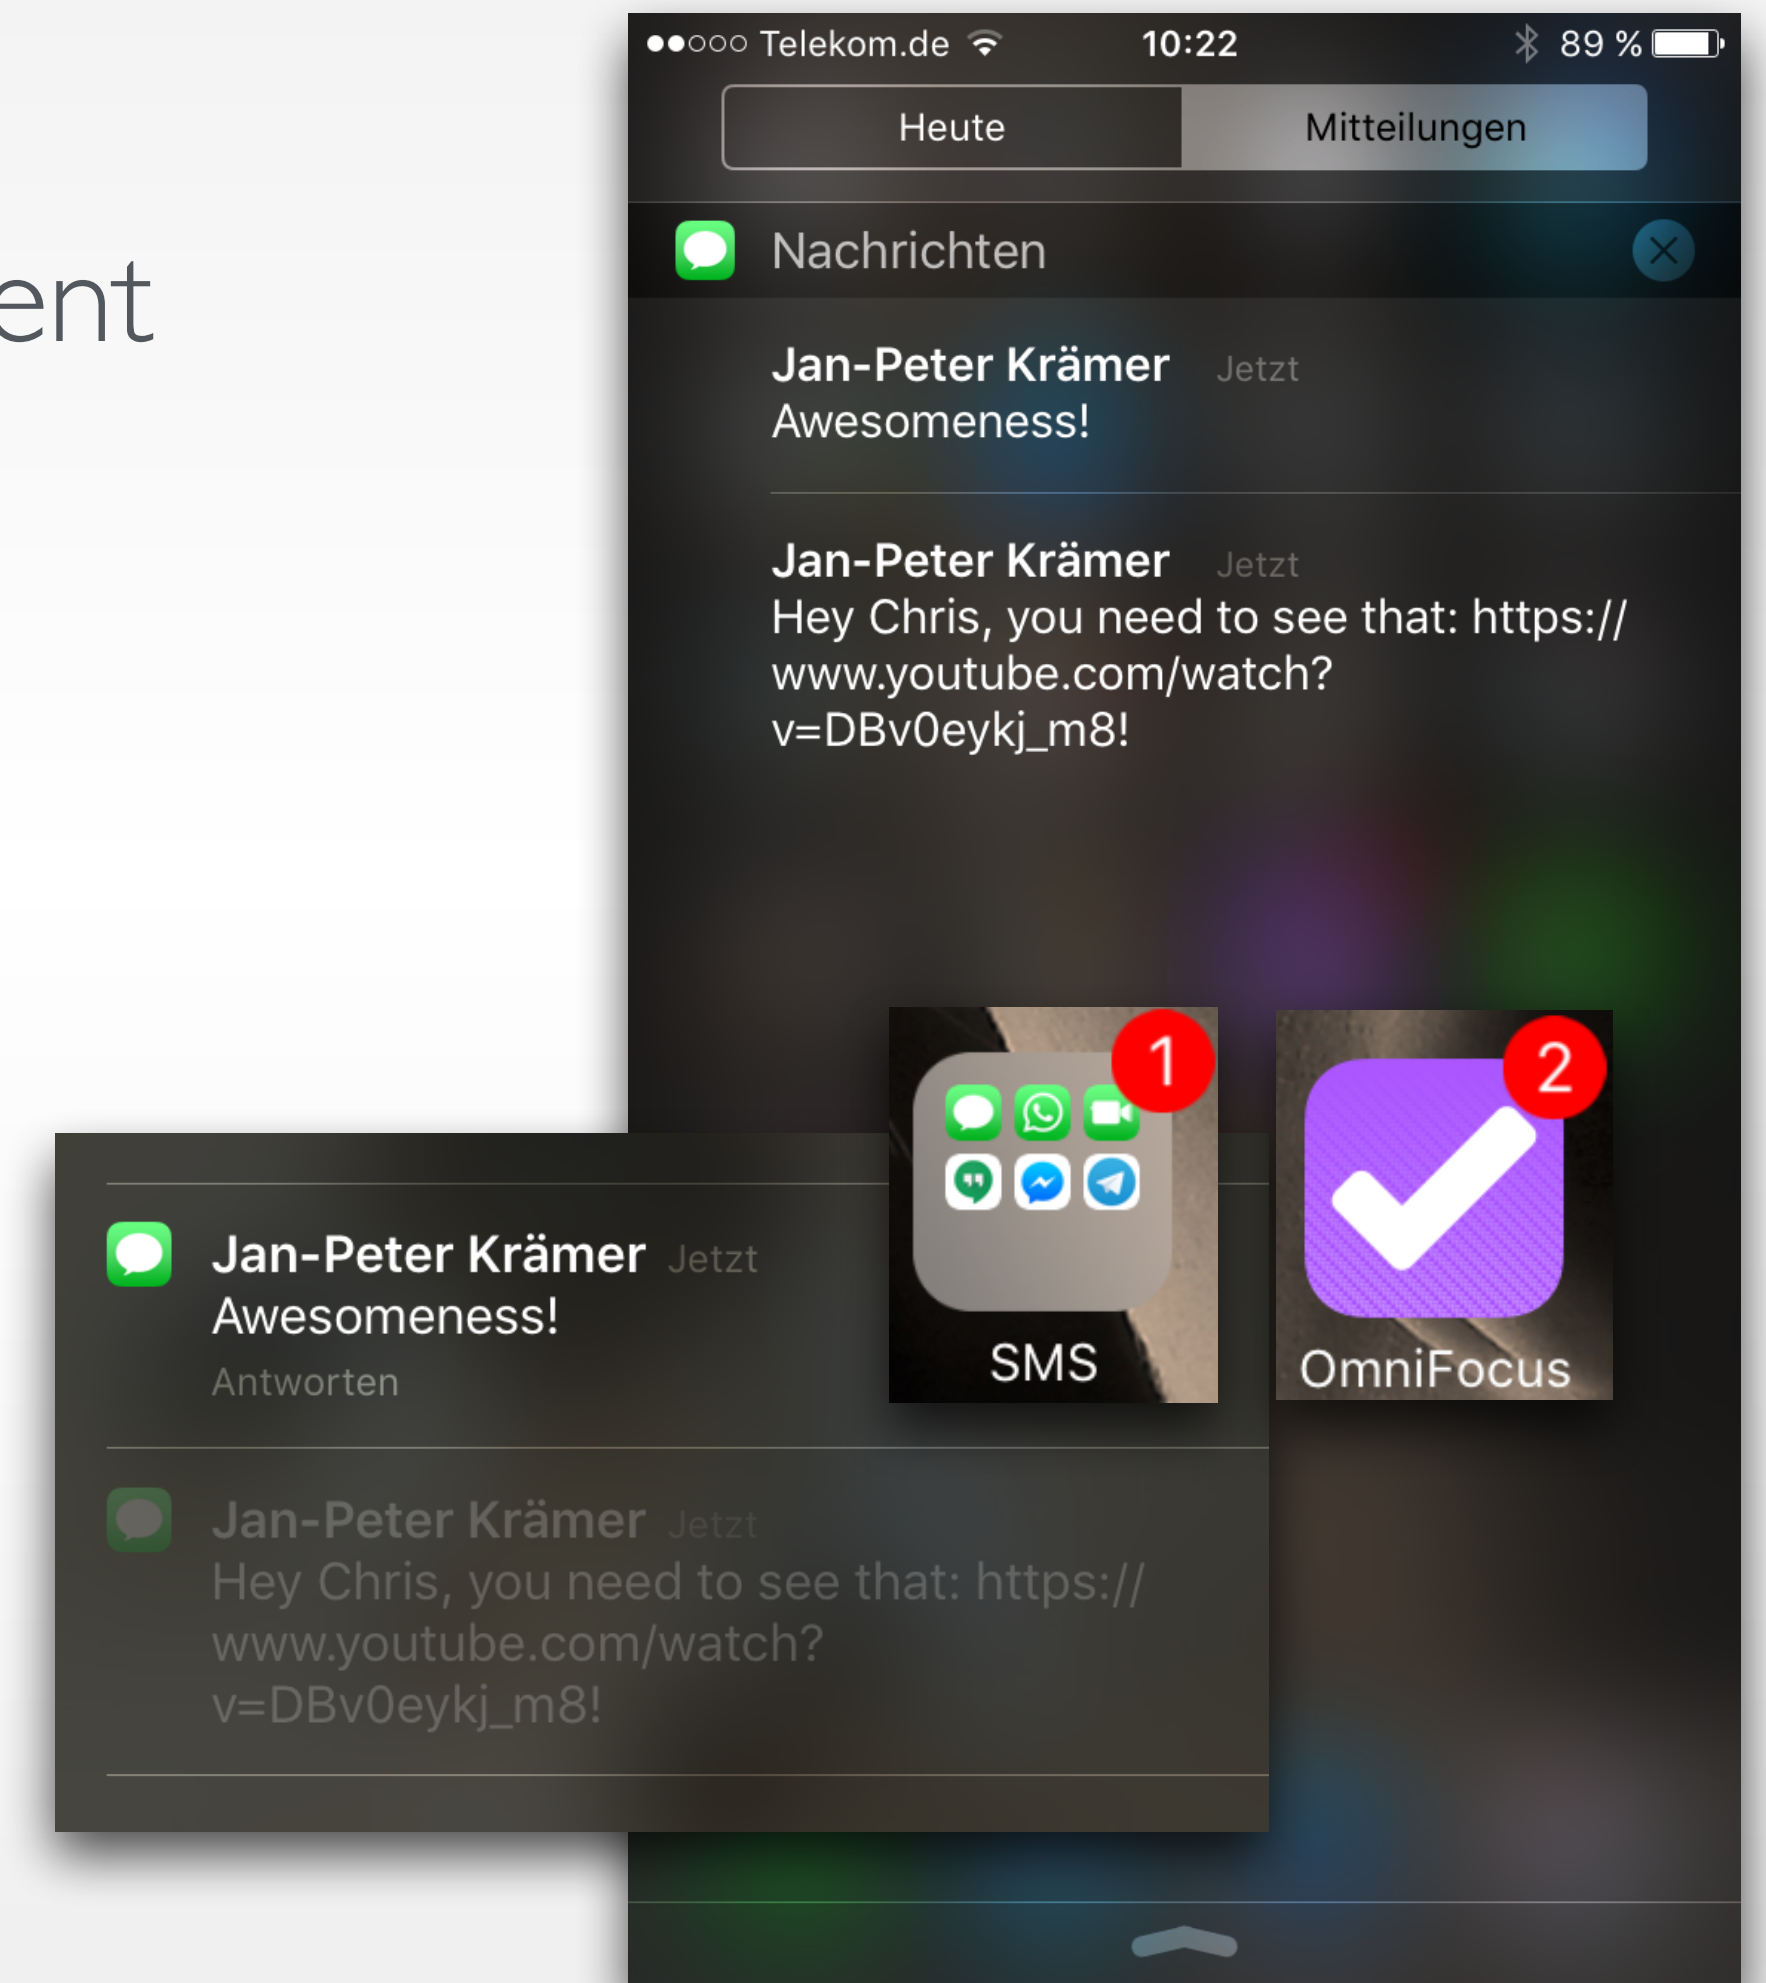 ent
Telekom.de 10:22 89 %
Heute Mitteilungen
Nachrichten
Jan-Peter Krämer Jetzt
Awesomeness!
Jan-Peter Krämer Jetzt
Hey Chris, you need to see that: https://
www.youtube.com/watch?
v=DBv0eykj_m8!
1
SMS
2
OmniFocus
Jan-Peter Krämer Jetzt
Awesomeness!
Antworten
Jan-Peter Krämer Jetzt
Hey Chris, you need to see that: https://
www.youtube.com/watch?
v=DBv0eykj_m8!